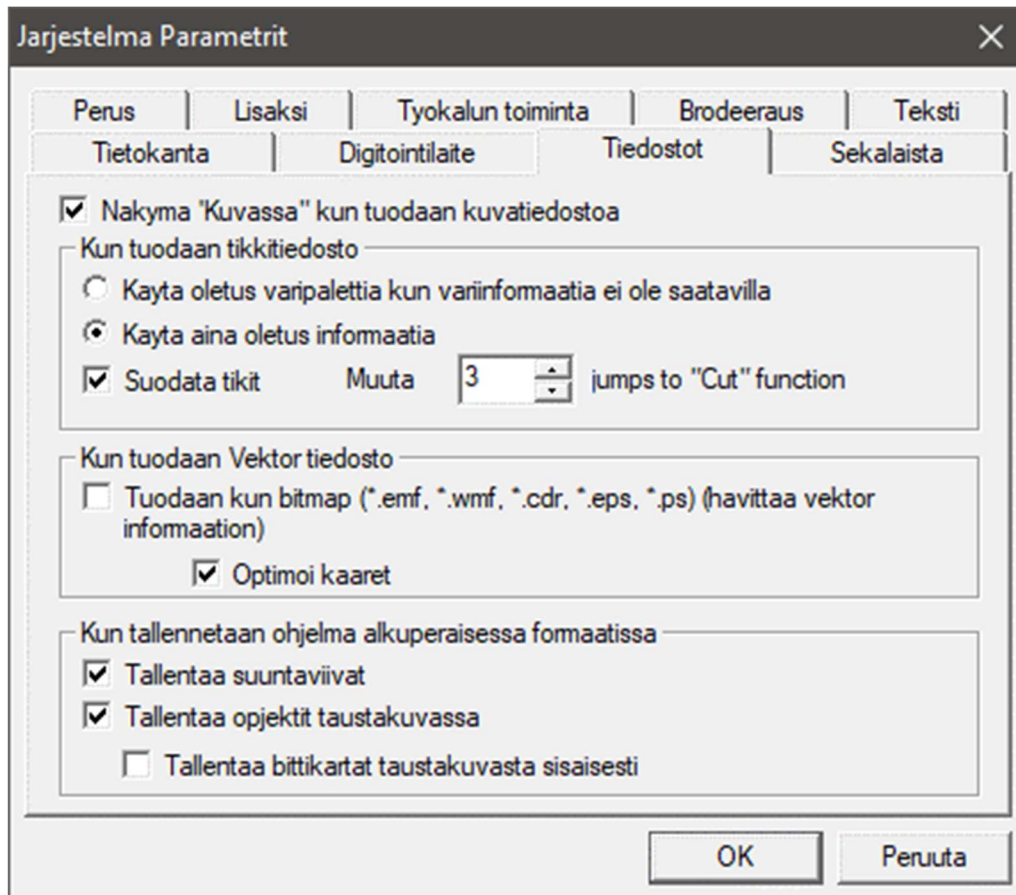 Jarjestelma Parametrit
Perus Lisaksi Tyokalun toiminta Brodeeraus Teksti
Tietokanta Digitointilaite Tiedostot Sekalaista
Nakyma "Kuvassa" kun tuodaan kuvatiedostoa
Kun tuodaan tikkitiedosto
Kayta oletus varipalettia kun variinformaatia ei ole saatavilla
Kayta aina oletus informaatia
Suodata tikit Muuta 3 jumps to "Cut" function
Kun tuodaan Vektor tiedosto
Tuodaan kun bitmap (*.emf, *.wmf, *.cdr, *.eps, *.ps) (havittaa vektor
informaation)
Optimoi kaaret
Kun tallennetaan ohjelma alkuperaisessa formaatissa
Tallentaa suuntaviivat
Tallentaa opjektit taustakuvassa
Tallentaa bittikartat taustakuvasta sisaisesti
OK Peruuta